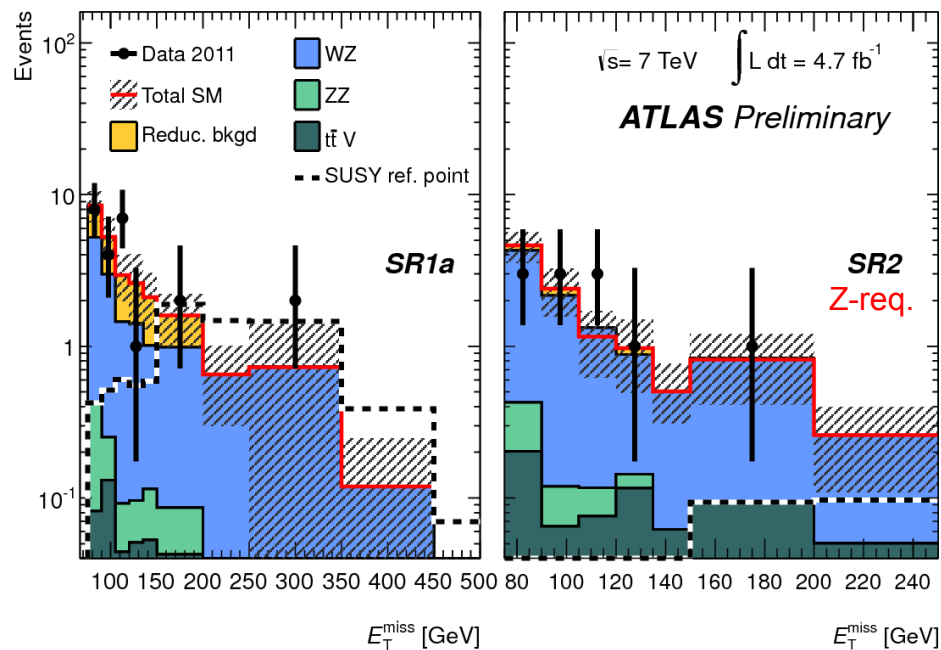 Events
10²
10
1
10⁻¹
Data 2011
Total SM
Reduc. bkgd
WZ
ZZ
tt̄ V
SUSY ref. point
SR1a
100 150 200 250 300 350 400 450 500
E_T^miss [GeV]
√s= 7 TeV ∫ L dt = 4.7 fb⁻¹
ATLAS Preliminary
SR2
Z-req.
80 100 120 140 160 180 200 220 240
E_T^miss [GeV]